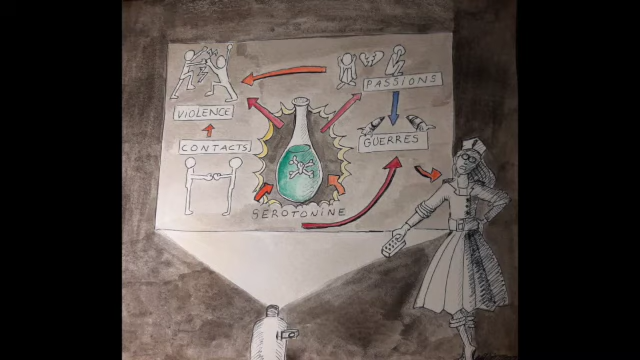 PASSIONS
VIOLENCE
GUERRES
CONTACTS
SEROTONINE